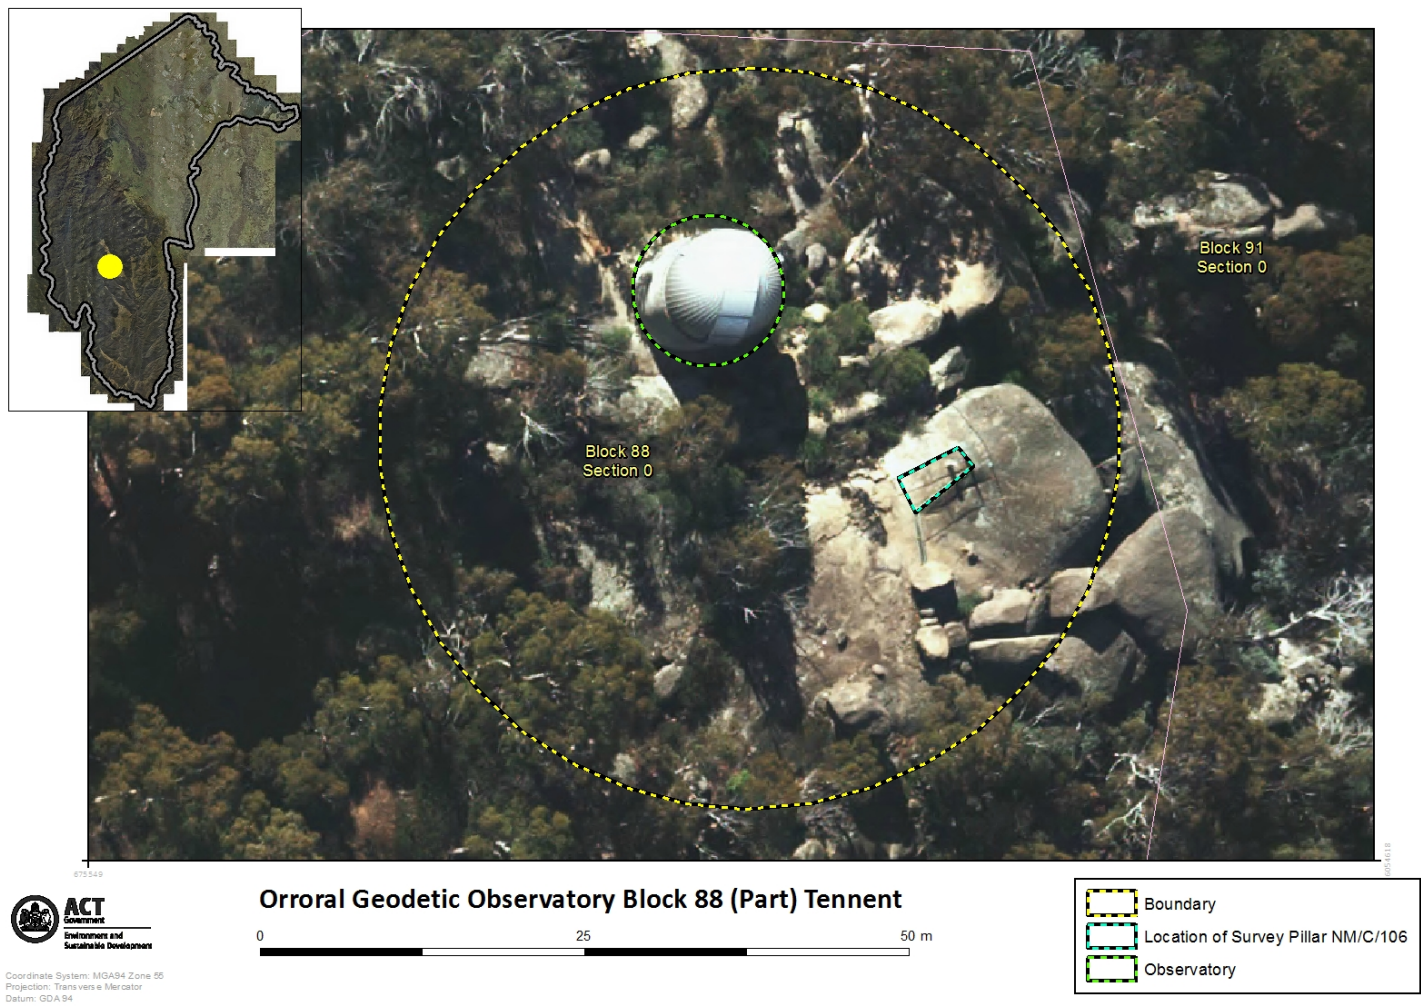 Block 91
Section 0
Block 88
Section 0
675549
6054618
ACT
Government
Environment and
Sustainable Development
Orroral Geodetic Observatory Block 88 (Part) Tennent
0 25 50 m
Boundary
Location of Survey Pillar NM/C/106
Observatory
Coordinate System: MGA94 Zone 55
Projection: Transverse Mercator
Datum: GDA 94